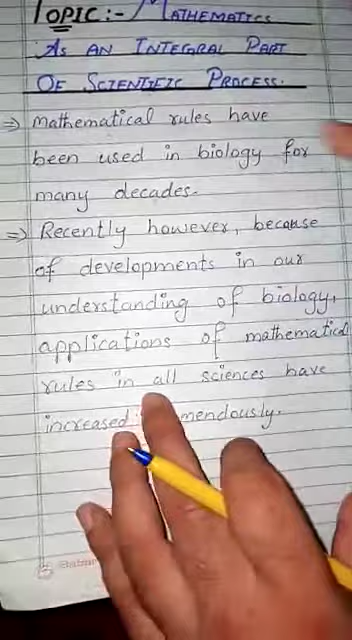 TOPIC:- MATHEMATICS
AS AN INTEGRAL PART
OF SCIENTIFIC PROCESS.
⇒ Mathematical rules have
been used in biology for
many decades.
⇒ Recently however, because
of developments in our
understanding of biology,
applications of mathematical
rules in all sciences have
increased mendously.